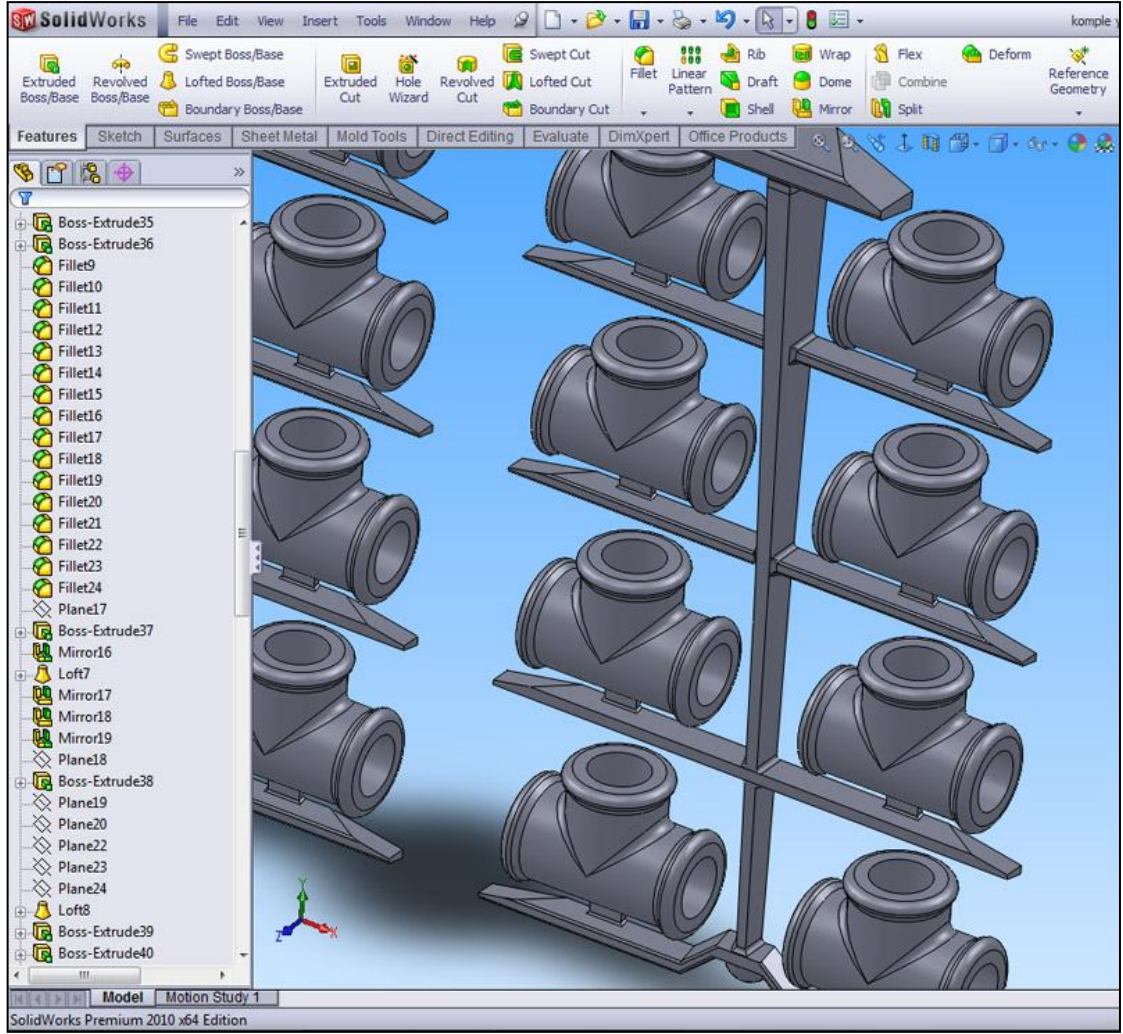 SW SolidWorks File Edit View Insert Tools Window Help komple y
Extruded Boss/Base
Revolved Boss/Base
Swept Boss/Base
Lofted Boss/Base
Boundary Boss/Base
Extruded Cut
Hole Wizard
Revolved Cut
Swept Cut
Lofted Cut
Boundary Cut
Fillet
Linear Pattern
Rib
Draft
Shell
Wrap
Dome
Mirror
Flex
Combine
Split
Deform
Reference Geometry
Features Sketch Surfaces Sheet Metal Mold Tools Direct Editing Evaluate DimXpert Office Products
Boss-Extrude35
Boss-Extrude36
Fillet9
Fillet10
Fillet11
Fillet12
Fillet13
Fillet14
Fillet15
Fillet16
Fillet17
Fillet18
Fillet19
Fillet20
Fillet21
Fillet22
Fillet23
Fillet24
Plane17
Boss-Extrude37
Mirror16
Loft7
Mirror17
Mirror18
Mirror19
Plane18
Boss-Extrude38
Plane19
Plane20
Plane22
Plane23
Plane24
Loft8
Boss-Extrude39
Boss-Extrude40
Y
Z X
Model Motion Study 1
SolidWorks Premium 2010 x64 Edition